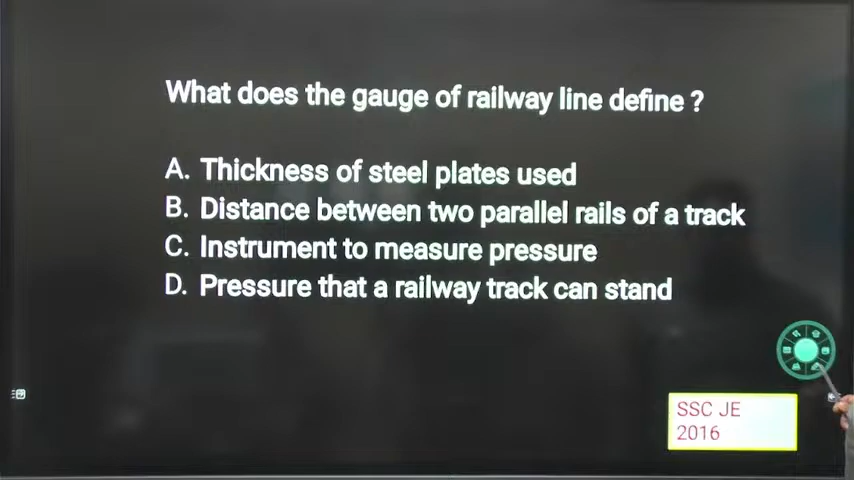 What does the gauge of railway line define ?
A. Thickness of steel plates used
B. Distance between two parallel rails of a track
C. Instrument to measure pressure
D. Pressure that a railway track can stand
SSC JE
2016